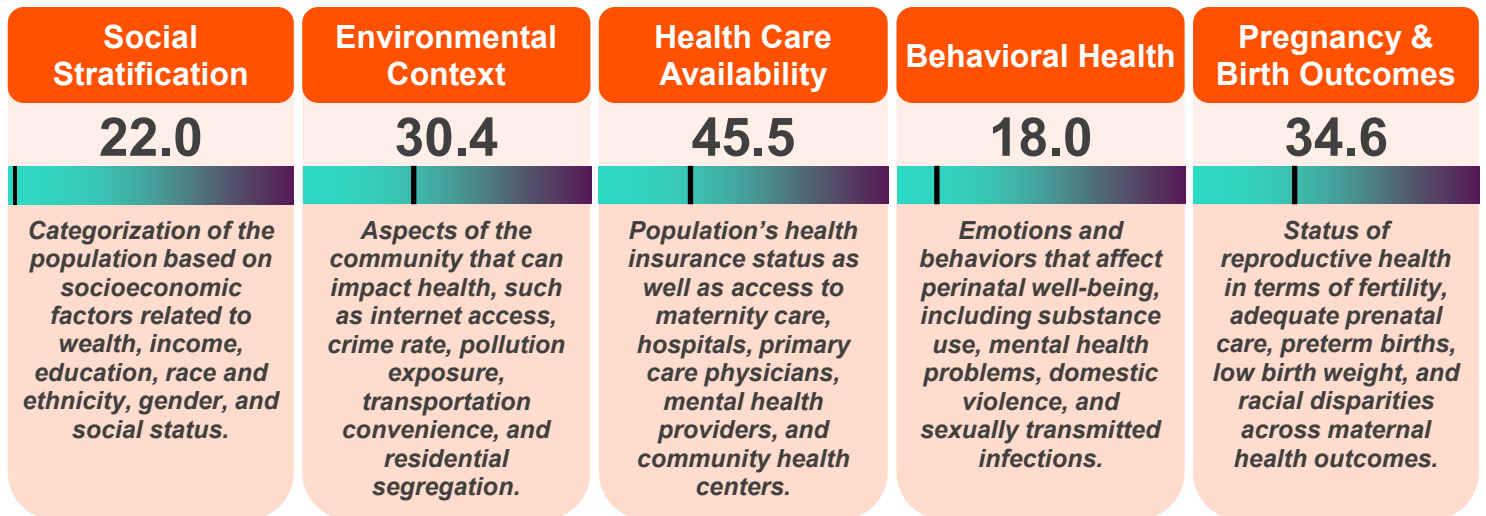 Social
Stratification
22.0
Categorization of the
population based on
socioeconomic
factors related to
wealth, income,
education, race and
ethnicity, gender, and
social status.
Environmental
Context
30.4
Aspects of the
community that can
impact health, such
as internet access,
crime rate, pollution
exposure,
transportation
convenience, and
residential
segregation.
Health Care
Availability
45.5
Population’s health
insurance status as
well as access to
maternity care,
hospitals, primary
care physicians,
mental health
providers, and
community health
centers.
Behavioral Health
18.0
Emotions and
behaviors that affect
perinatal well-being,
including substance
use, mental health
problems, domestic
violence, and
sexually transmitted
infections.
Pregnancy &
Birth Outcomes
34.6
Status of
reproductive health
in terms of fertility,
adequate prenatal
care, preterm births,
low birth weight, and
racial disparities
across maternal
health outcomes.